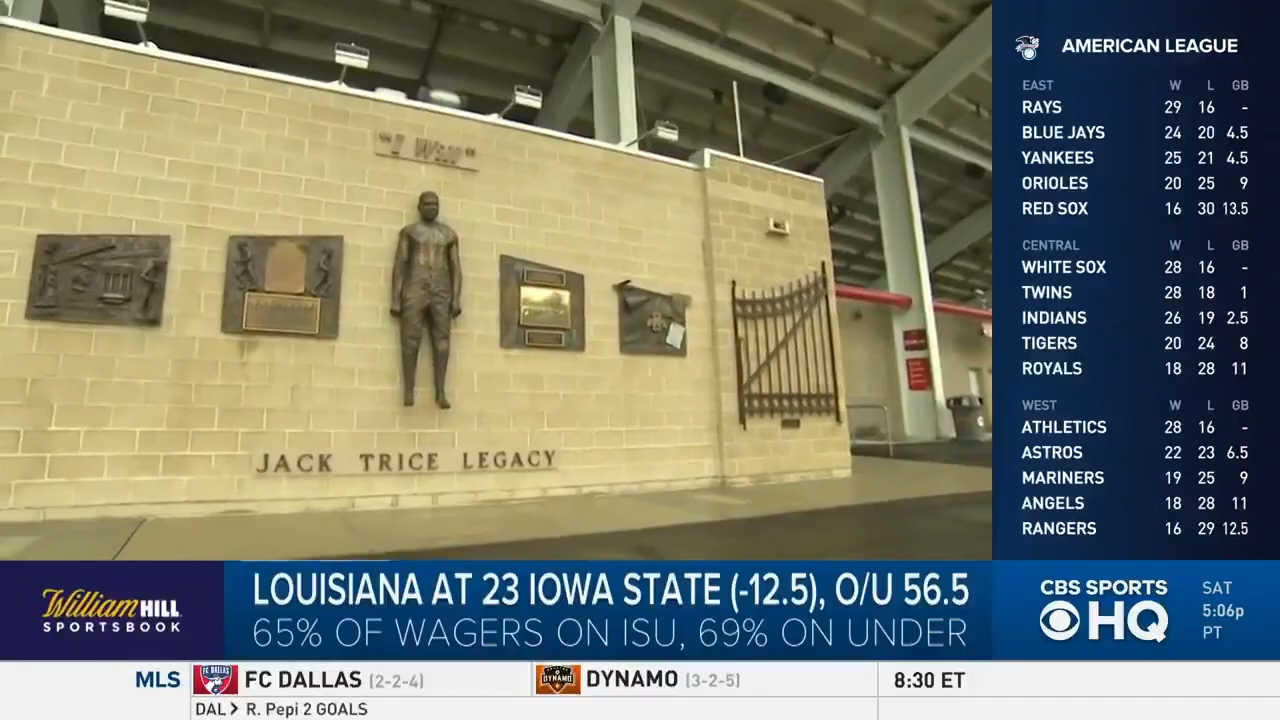 "I Will"
JACK TRICE LEGACY
AMERICAN LEAGUE
EAST W L GB
RAYS 29 16 -
BLUE JAYS 24 20 4.5
YANKEES 25 21 4.5
ORIOLES 20 25 9
RED SOX 16 30 13.5
CENTRAL W L GB
WHITE SOX 28 16 -
TWINS 28 18 1
INDIANS 26 19 2.5
TIGERS 20 24 8
ROYALS 18 28 11
WEST W L GB
ATHLETICS 28 16 -
ASTROS 22 23 6.5
MARINERS 19 25 9
ANGELS 18 28 11
RANGERS 16 29 12.5
William HILL
SPORTSBOOK
LOUISIANA AT 23 IOWA STATE (-12.5), O/U 56.5
65% OF WAGERS ON ISU, 69% ON UNDER
CBS SPORTS
HQ
SAT
5:06p
PT
MLS FC DALLAS FC DALLAS (2-2-4) DYNAMO DYNAMO (3-2-5) 8:30 ET
DAL > R. Pepi 2 GOALS